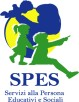 SPES
Servizi alla Persona
Educativi e Sociali